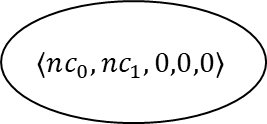 ⟨nc₀, nc₁, 0,0,0⟩